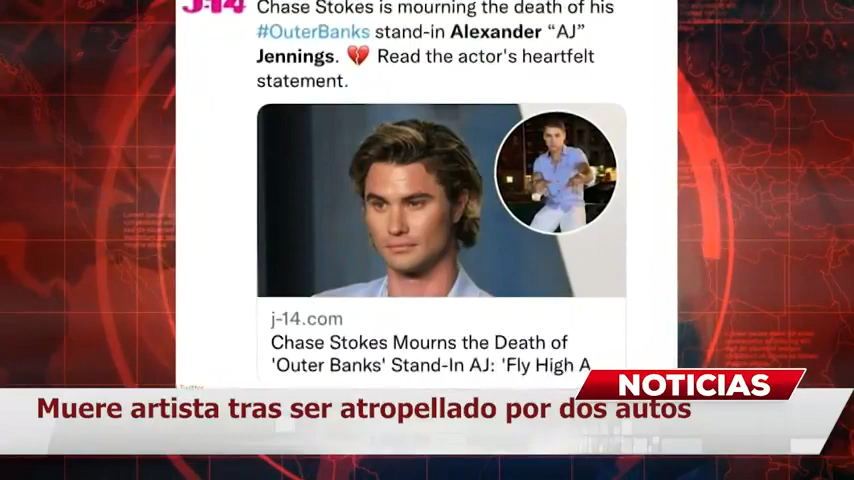 J-14
Chase Stokes is mourning the death of his
#OuterBanks stand-in Alexander “AJ”
Jennings. 💔 Read the actor's heartfelt
statement.
j-14.com
Chase Stokes Mourns the Death of
'Outer Banks' Stand-In AJ: 'Fly High A
Twitter
NOTICIAS
Muere artista tras ser atropellado por dos autos